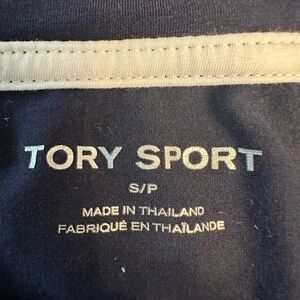 TORY SPORT
S/P
MADE IN THAILAND
FABRIQUÉ EN THAÏLANDE